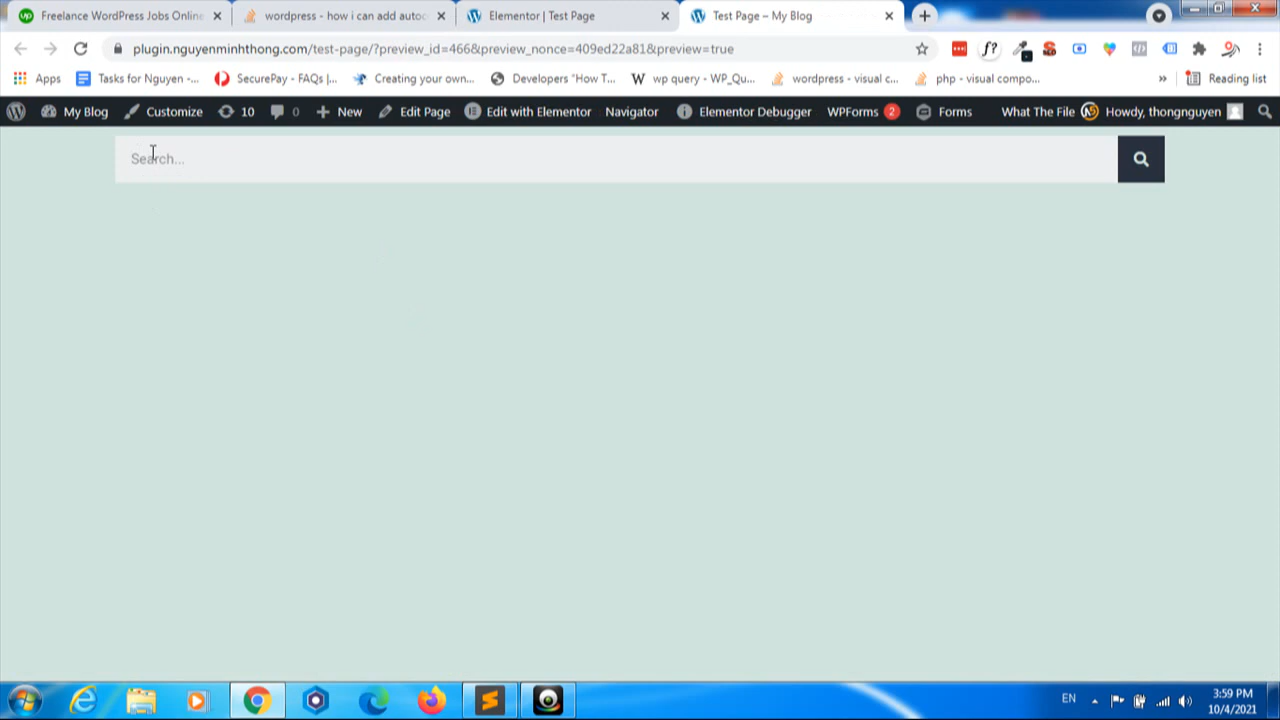 Freelance WordPress Jobs Online
wordpress - how i can add autoc
Elementor | Test Page
Test Page – My Blog
plugin.nguyenminhthong.com/test-page/?preview_id=466&preview_nonce=409ed22a81&preview=true
Apps
Tasks for Nguyen -...
SecurePay - FAQs |...
Creating your own...
Developers "How T...
wp query - WP_Qu...
wordpress - visual c...
php - visual compo...
»
Reading list
My Blog
Customize
10
0
New
Edit Page
Edit with Elementor
Navigator
Elementor Debugger
WPForms 2
Forms
What The File
Howdy, thongnguyen
Search...
EN
3:59 PM
10/4/2021